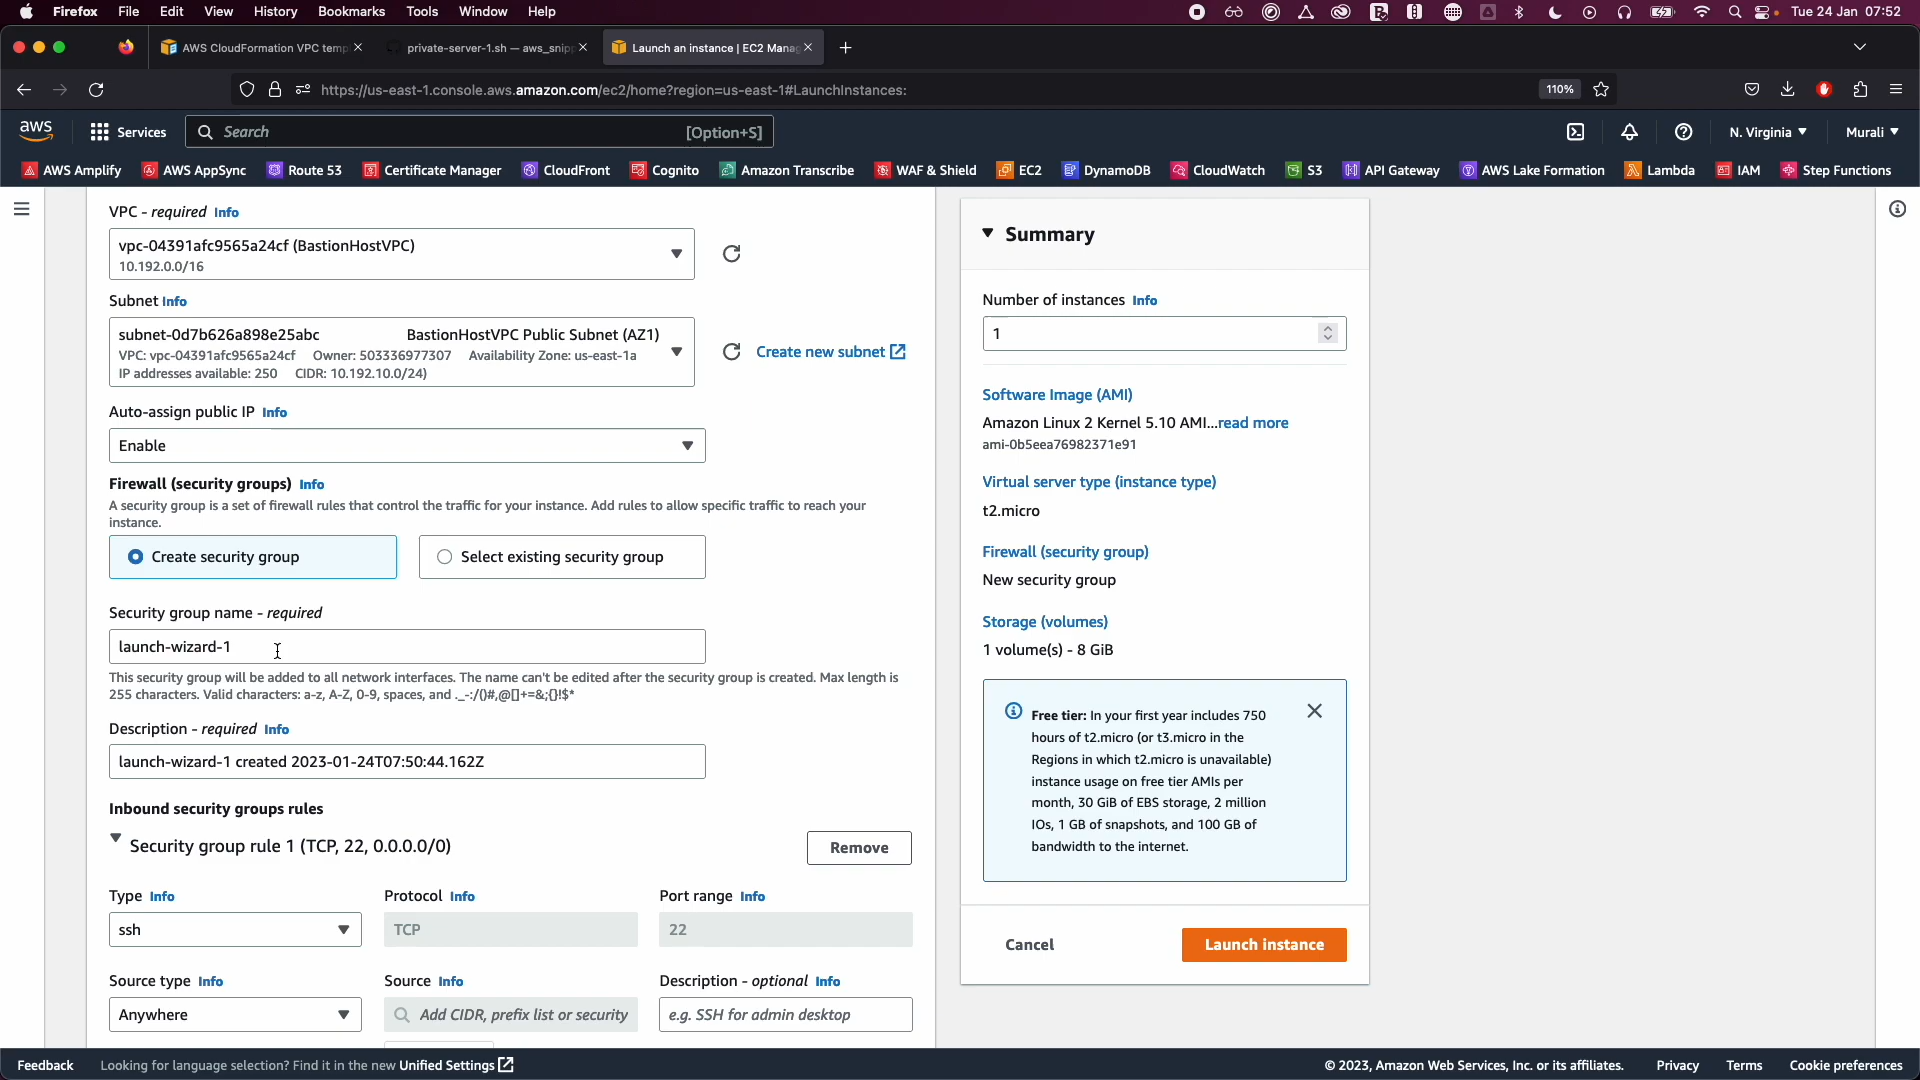 Firefox File Edit View History Bookmarks Tools Window Help Tue 24 Jan 07:52
AWS CloudFormation VPC temp private-server-1.sh — aws_snipp Launch an instance | EC2 Manag
https://us-east-1.console.aws.amazon.com/ec2/home?region=us-east-1#LaunchInstances: 110%
aws Services Search [Option+S] N. Virginia Murali
AWS Amplify AWS AppSync Route 53 Certificate Manager CloudFront Cognito Amazon Transcribe WAF & Shield EC2 DynamoDB CloudWatch S3 API Gateway AWS Lake Formation Lambda IAM Step Functions
VPC - required Info
vpc-04391afc9565a24cf (BastionHostVPC)
10.192.0.0/16
Subnet Info
subnet-0d7b626a898e25abc BastionHostVPC Public Subnet (AZ1)
VPC: vpc-04391afc9565a24cf Owner: 503336977307 Availability Zone: us-east-1a
IP addresses available: 250 CIDR: 10.192.10.0/24)
Create new subnet
Auto-assign public IP Info
Enable
Firewall (security groups) Info
A security group is a set of firewall rules that control the traffic for your instance. Add rules to allow specific traffic to reach your
instance.
Create security group Select existing security group
Security group name - required
launch-wizard-1
This security group will be added to all network interfaces. The name can't be edited after the security group is created. Max length is
255 characters. Valid characters: a-z, A-Z, 0-9, spaces, and ._-:/()#,@[]+=&;{}!$*
Description - required Info
launch-wizard-1 created 2023-01-24T07:50:44.162Z
Inbound security groups rules
Security group rule 1 (TCP, 22, 0.0.0.0/0) Remove
Type Info Protocol Info Port range Info
ssh TCP 22
Source type Info Source Info Description - optional Info
Anywhere Add CIDR, prefix list or security e.g. SSH for admin desktop
Summary
Number of instances Info
1
Software Image (AMI)
Amazon Linux 2 Kernel 5.10 AMI...read more
ami-0b5eea76982371e91
Virtual server type (instance type)
t2.micro
Firewall (security group)
New security group
Storage (volumes)
1 volume(s) - 8 GiB
Free tier: In your first year includes 750
hours of t2.micro (or t3.micro in the
Regions in which t2.micro is unavailable)
instance usage on free tier AMIs per
month, 30 GiB of EBS storage, 2 million
IOs, 1 GB of snapshots, and 100 GB of
bandwidth to the internet.
Cancel Launch instance
Feedback Looking for language selection? Find it in the new Unified Settings © 2023, Amazon Web Services, Inc. or its affiliates. Privacy Terms Cookie preferences